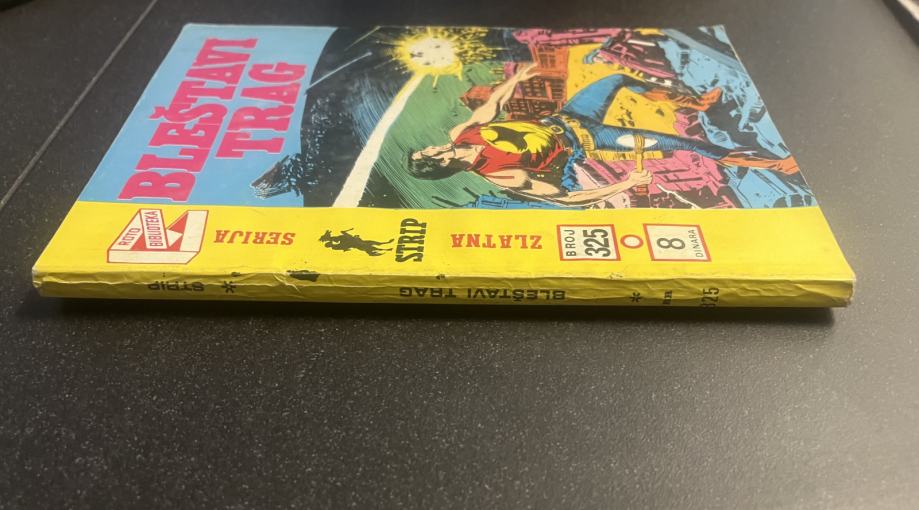 BLEŠTAVI
TRAG
ROTO
BIBLIOTEKA
ZLATNA
SERIJA
STRIP
BROJ
325
8
DINARA
STRIP * BLEŠTAVI TRAG *
325